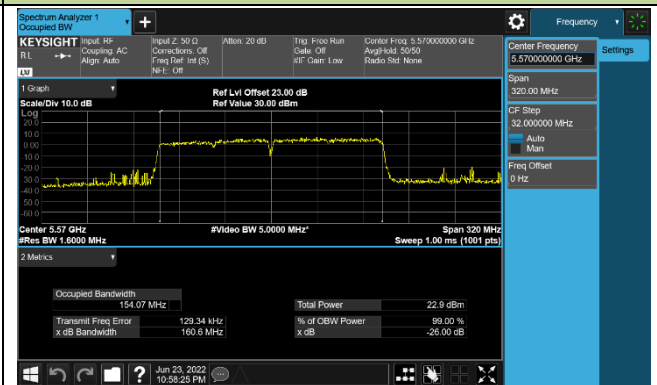 Spectrum Analyzer 1
Occupied BW
+
Frequency
KEYSIGHT
RL
LXI
Input: RF
Coupling: AC
Align: Auto
Input Z: 50 Ω
Corrections: Off
Freq Ref: Int (S)
NFE: Off
Atten: 20 dB
Trig: Free Run
Gate: Off
#IF Gain: Low
Center Freq: 5.570000000 GHz
Avg|Hold: 50/50
Radio Std: None
Center Frequency
5.570000000 GHz
Settings
Span
320.00 MHz
CF Step
32.000000 MHz
Auto
Man
Freq Offset
0 Hz
1 Graph
Scale/Div 10.0 dB
Ref Lvl Offset 23.00 dB
Ref Value 30.00 dBm
Log
20.0
10.0
0.00
-10.0
-20.0
-30.0
-40.0
-50.0
-60.0
Center 5.57 GHz
#Res BW 1.6000 MHz
#Video BW 5.0000 MHz*
Span 320 MHz
Sweep 1.00 ms (1001 pts)
2 Metrics
Occupied Bandwidth
154.07 MHz
Total Power 22.9 dBm
Transmit Freq Error 129.34 kHz
% of OBW Power 99.00 %
x dB Bandwidth 160.6 MHz
x dB -26.00 dB
?
Jun 23, 2022
10:58:25 PM